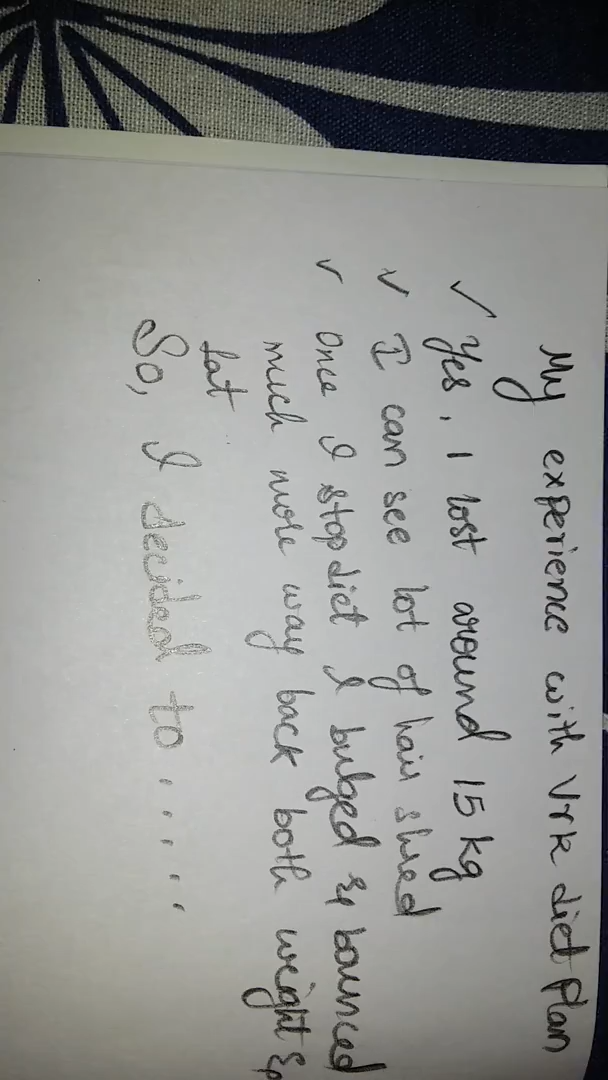 My experience with Vrk diet plan
✓ Yes, I lost around 15 kg
✓ I can see lot of hair shred
✓ Once I stop diet I bulged & bounced
much more way back both weight &
fat
So, I decided to . . . . .